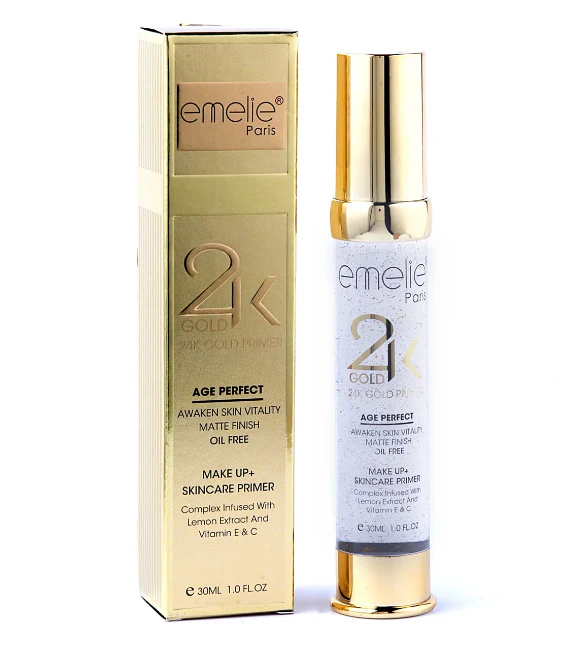 emelie®
Paris
24K
GOLD
24K GOLD PRIMER
AGE PERFECT
AWAKEN SKIN VITALITY
MATTE FINISH
OIL FREE
MAKE UP+
SKINCARE PRIMER
Complex Infused With
Lemon Extract And
Vitamin E & C
e 30ML 1.0 FL.OZ
emelie®
Paris
24K
GOLD
24K GOLD PRIMER
AGE PERFECT
AWAKEN SKIN VITALITY
MATTE FINISH
OIL FREE
MAKE UP+
SKINCARE PRIMER
Complex Infused With
Lemon Extract And
Vitamin E & C
e 30ML 1.0 FL.OZ